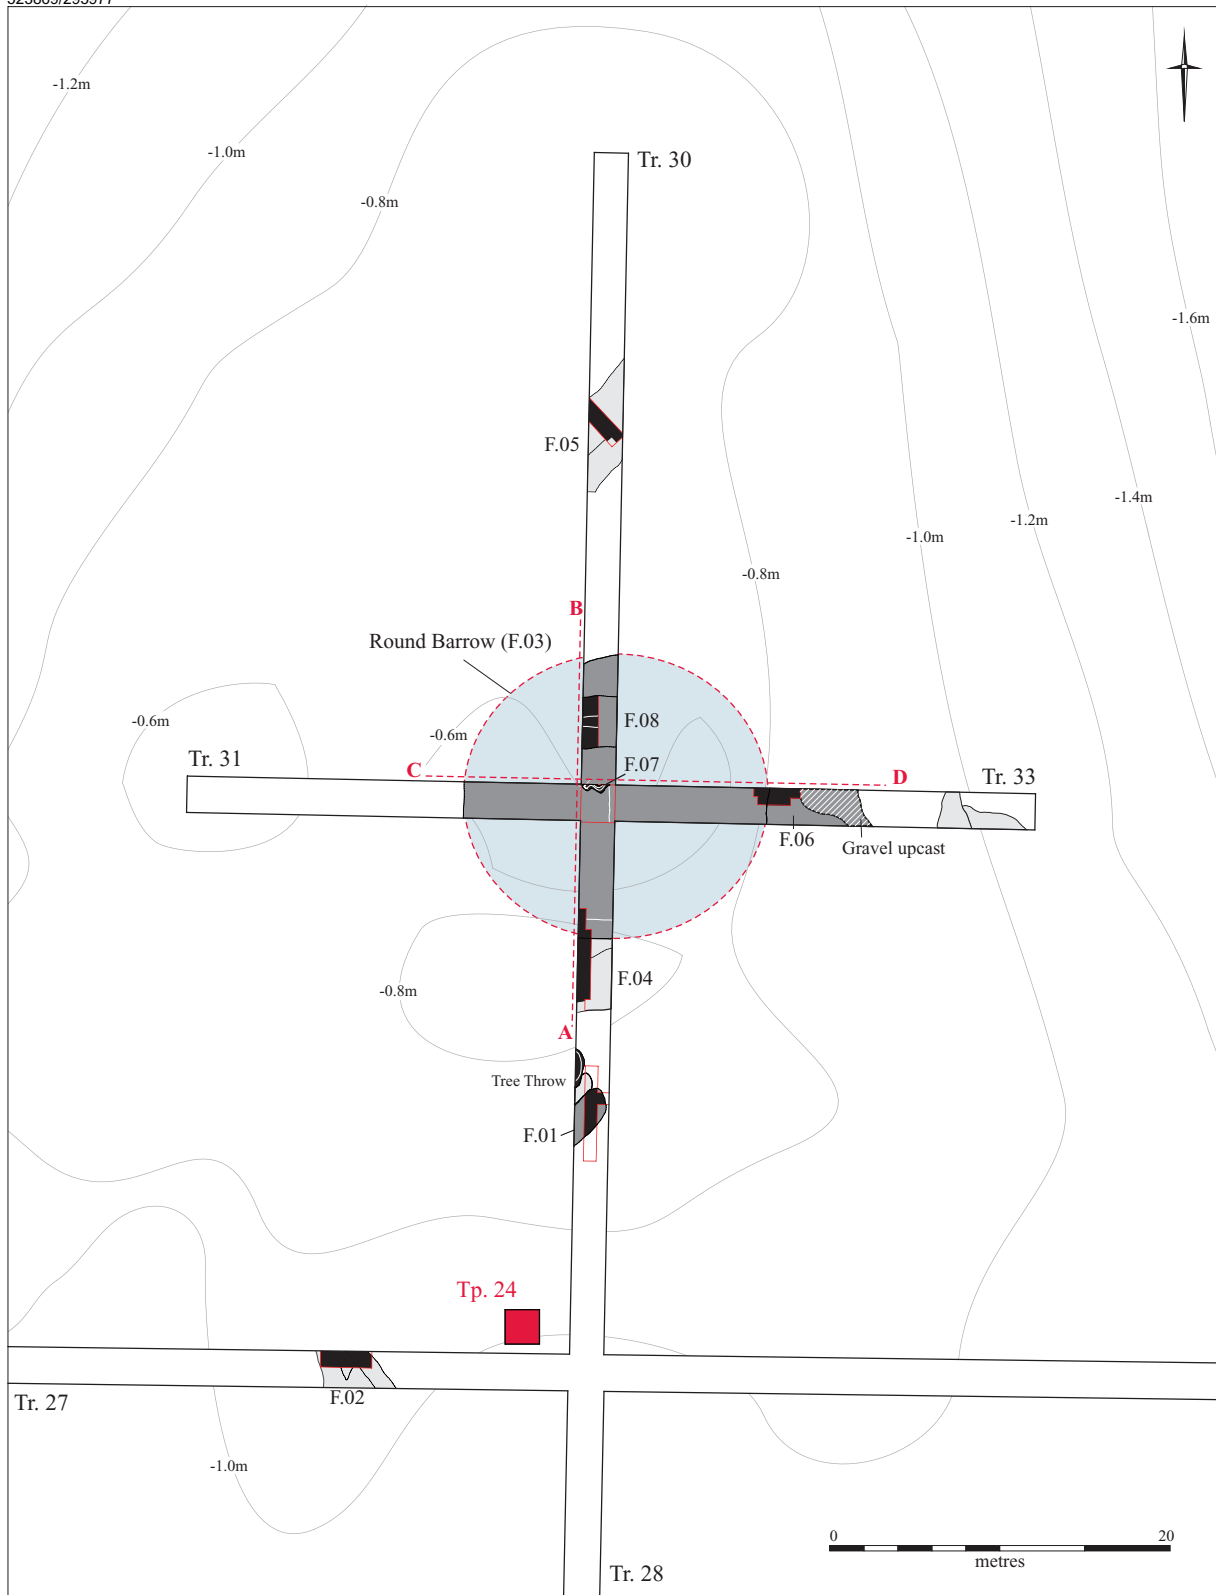 -1.2m
-1.0m
Tr. 30
-0.8m
-1.6m
F.05
-1.4m
-1.2m
-1.0m
-0.8m
B
Round Barrow (F.03)
-0.6m
F.08
-0.6m
Tr. 31
F.07
C
D
Tr. 33
F.06
Gravel upcast
F.04
-0.8m
A
Tree Throw
F.01
Tp. 24
Tr. 27
F.02
-1.0m
0 20
metres
Tr. 28